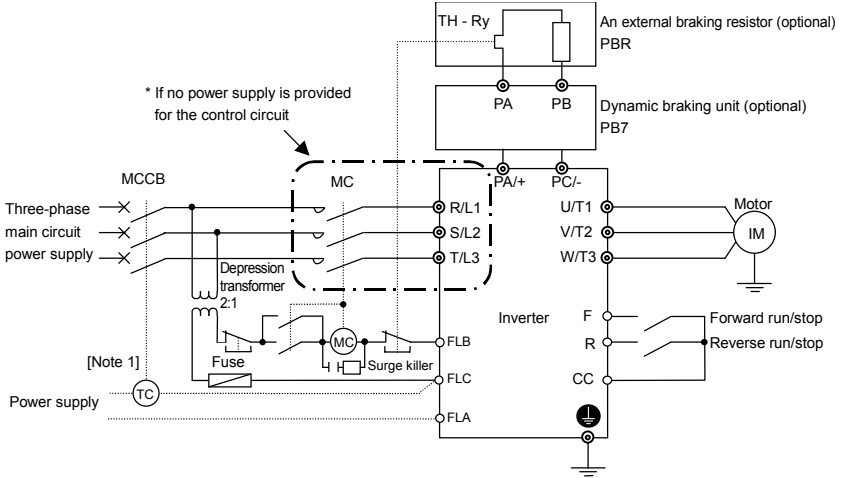 TH - Ry
An external braking resistor (optional)
PBR
PA
PB
Dynamic braking unit (optional)
PB7
* If no power supply is provided
for the control circuit
MCCB
MC
PA/+
PC/-
Three-phase
main circuit
power supply
R/L1
S/L2
T/L3
U/T1
V/T2
W/T3
Motor
IM
Depression
transformer
2:1
Inverter
F
Forward run/stop
R
Reverse run/stop
MC
FLB
[Note 1]
Fuse
Surge killer
FLC
CC
TC
Power supply
FLA